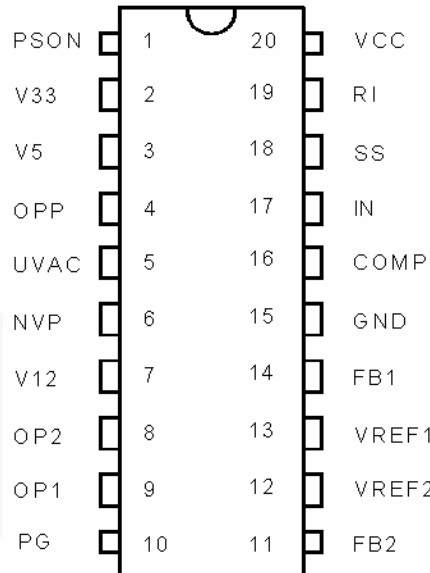 PSON 1 20 VCC
V33 2 19 RI
V5 3 18 SS
OPP 4 17 IN
UVAC 5 16 COMP
NVP 6 15 GND
V12 7 14 FB1
OP2 8 13 VREF1
OP1 9 12 VREF2
PG 10 11 FB2